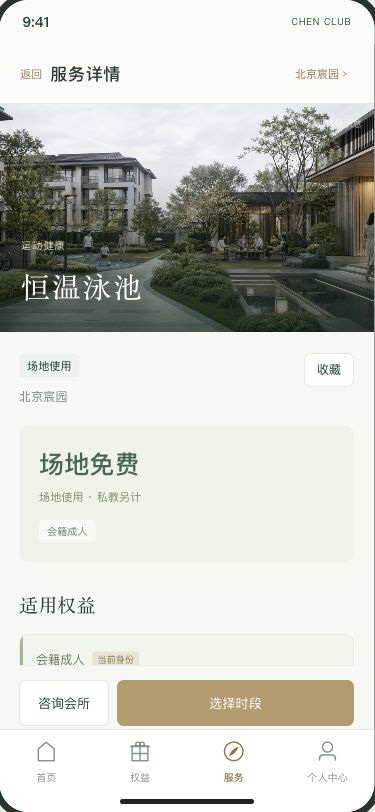 9:41
CHEN CLUB
返回 服务详情
北京宸园 ›
运动健康
恒温泳池
场地使用
收藏
北京宸园
场地免费
场地使用 · 私教另计
会籍成人
适用权益
会籍成人 当前身份
咨询会所
选择时段
首页
权益
服务
个人中心